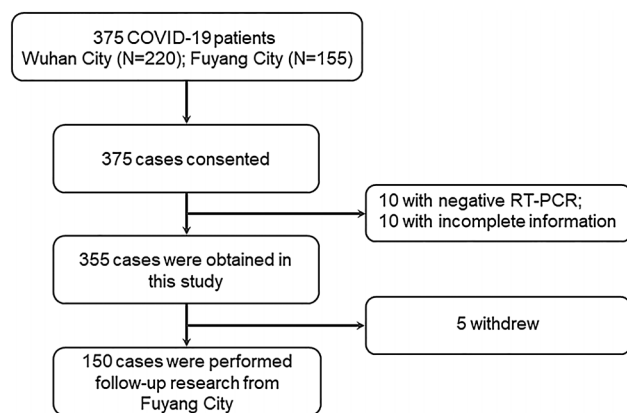 375 COVID-19 patients
Wuhan City (N=220); Fuyang City (N=155)
375 cases consented
10 with negative RT-PCR;
10 with incomplete information
355 cases were obtained in
this study
5 withdrew
150 cases were performed
follow-up research from
Fuyang City